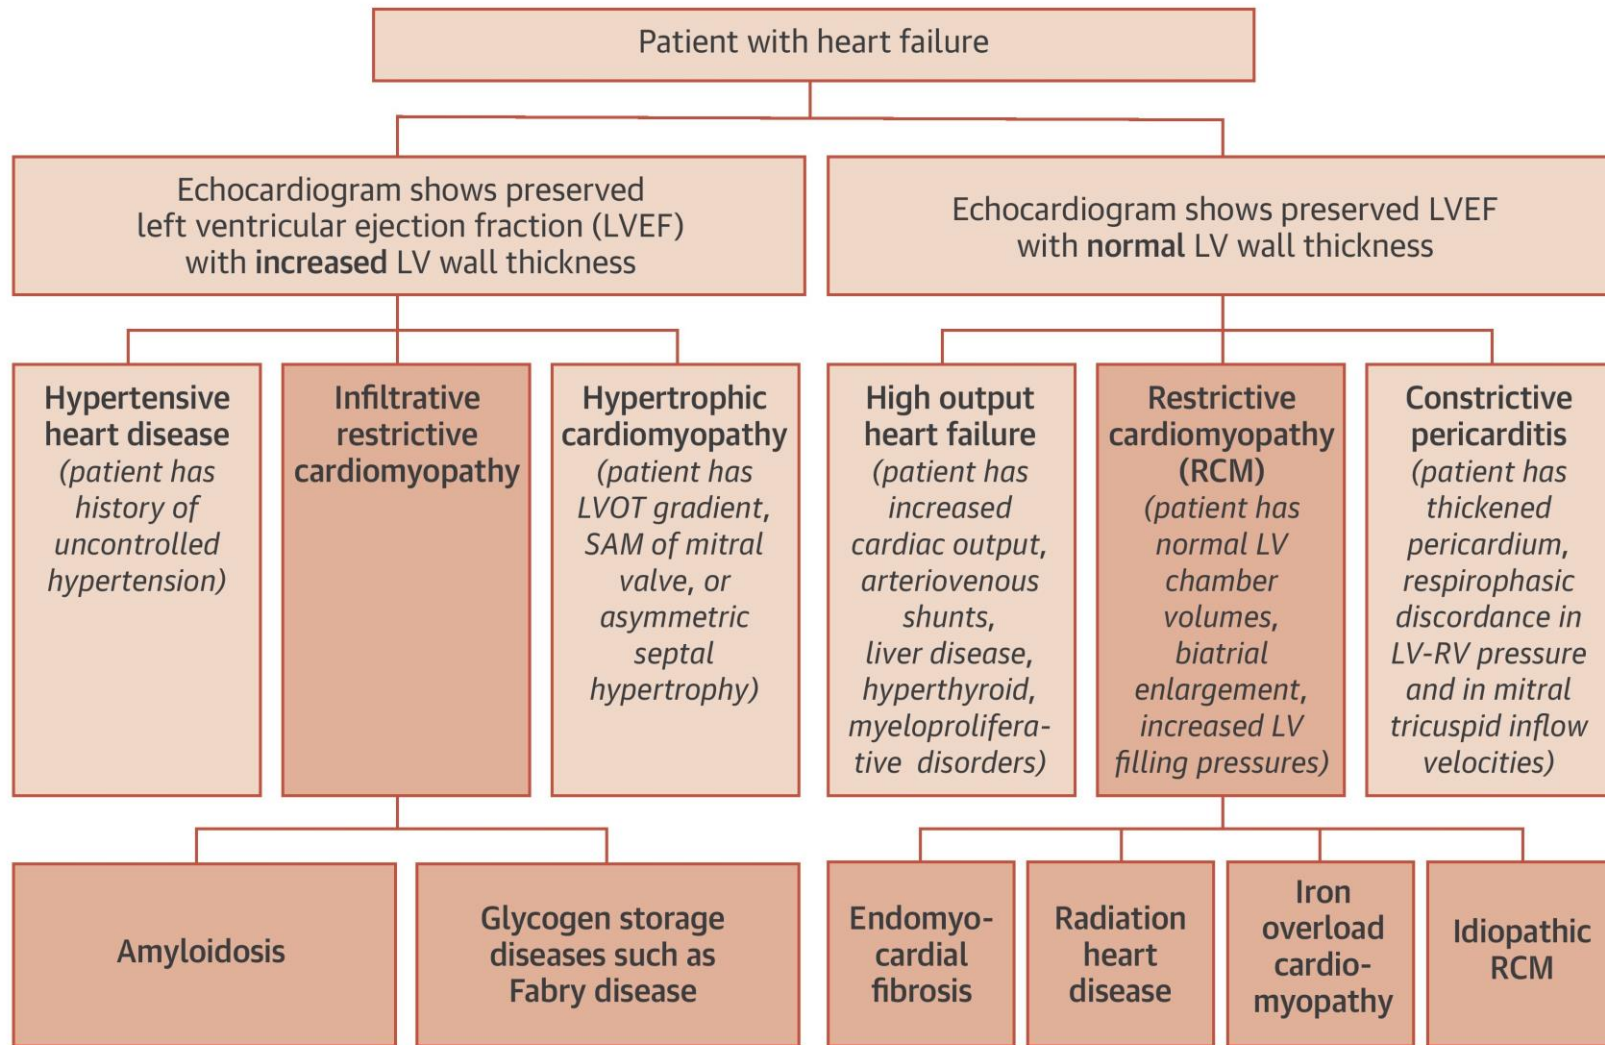 Patient with heart failure
Echocardiogram shows preserved
left ventricular ejection fraction (LVEF)
with increased LV wall thickness
Echocardiogram shows preserved LVEF
with normal LV wall thickness
Hypertensive
heart disease
(patient has
history of
uncontrolled
hypertension)
Infiltrative
restrictive
cardiomyopathy
Hypertrophic
cardiomyopathy
(patient has
LVOT gradient,
SAM of mitral
valve, or
asymmetric
septal
hypertrophy)
High output
heart failure
(patient has
increased
cardiac output,
arteriovenous
shunts,
liver disease,
hyperthyroid,
myeloprolifera-
tive disorders)
Restrictive
cardiomyopathy
(RCM)
(patient has
normal LV
chamber
volumes,
biatrial
enlargement,
increased LV
filling pressures)
Constrictive
pericarditis
(patient has
thickened
pericardium,
respirophasic
discordance in
LV-RV pressure
and in mitral
tricuspid inflow
velocities)
Amyloidosis
Glycogen storage
diseases such as
Fabry disease
Endomyo-
cardial
fibrosis
Radiation
heart
disease
Iron
overload
cardio-
myopathy
Idiopathic
RCM